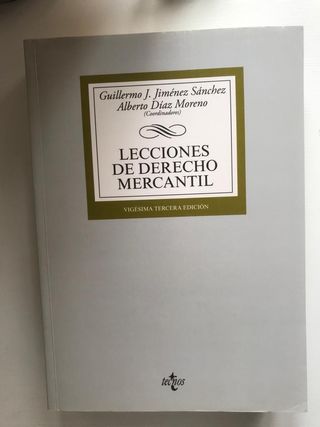 Guillermo J. Jiménez Sánchez
Alberto Díaz Moreno
(Coordinadores)
LECCIONES
DE DERECHO
MERCANTIL
VIGÉSIMA TERCERA EDICIÓN
tecnos